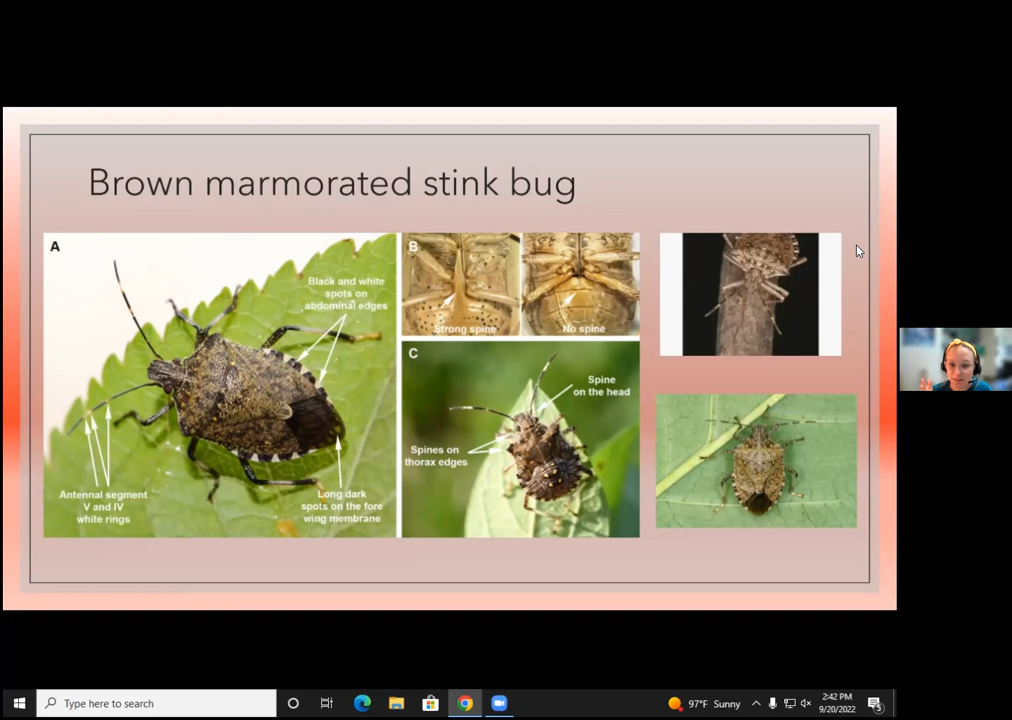 Brown marmorated stink bug
A
Black and white
spots on
abdominal edges
Antennal segment
V and IV
white rings
Long dark
spots on the fore
wing membrane
B
Strong spine
No spine
C
Spine
on the head
Spines on
thorax edges
Type here to search
97°F Sunny
2:42 PM
9/20/2022
5